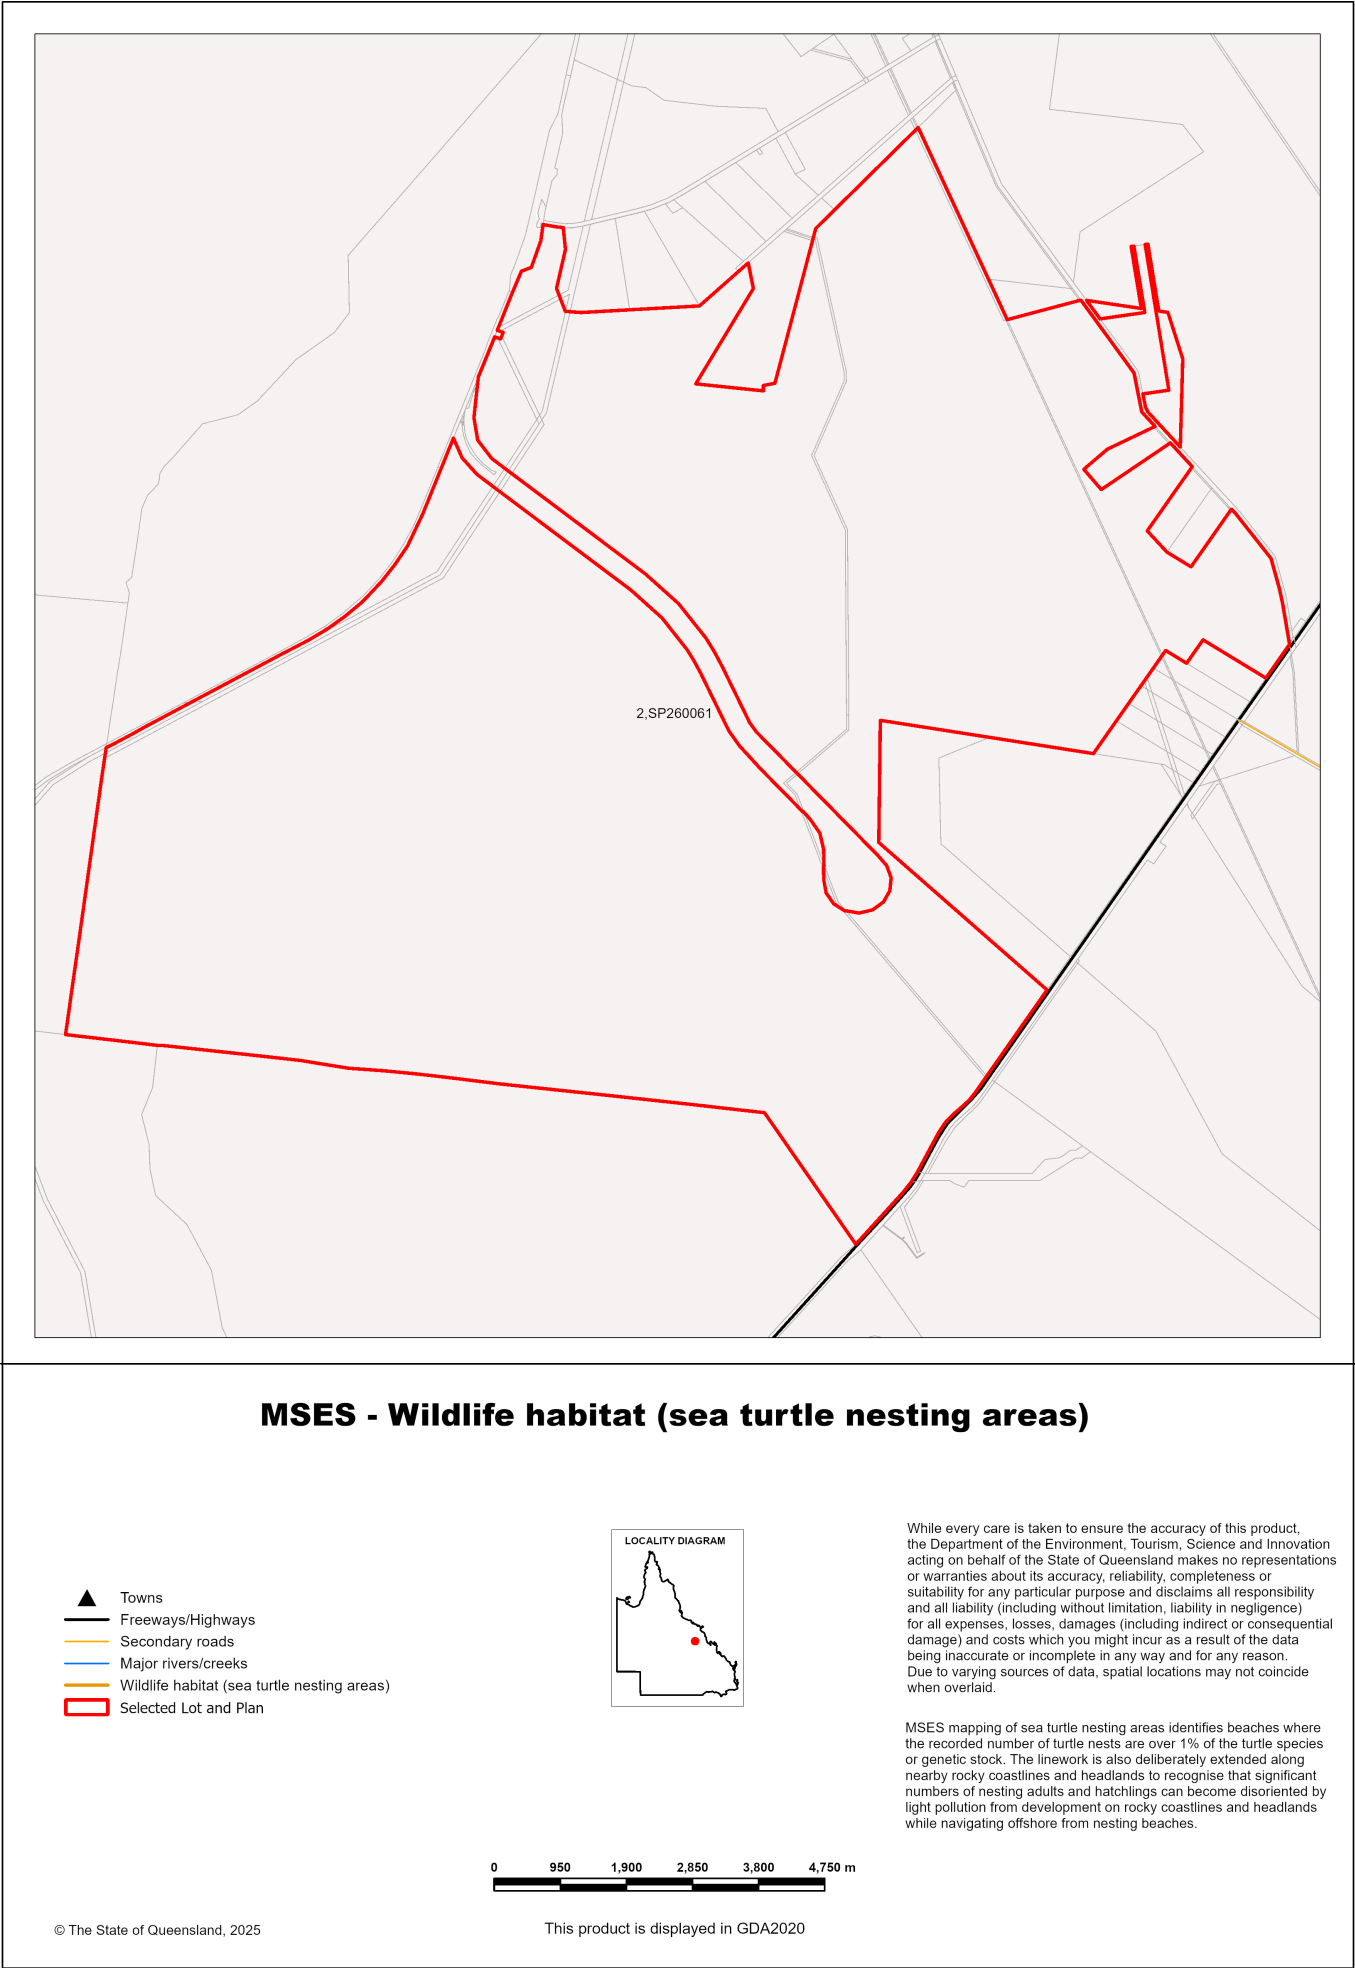 2,SP260061
MSES - Wildlife habitat (sea turtle nesting areas)
Towns
Freeways/Highways
Secondary roads
Major rivers/creeks
Wildlife habitat (sea turtle nesting areas)
Selected Lot and Plan
LOCALITY DIAGRAM
While every care is taken to ensure the accuracy of this product,
the Department of the Environment, Tourism, Science and Innovation
acting on behalf of the State of Queensland makes no representations
or warranties about its accuracy, reliability, completeness or
suitability for any particular purpose and disclaims all responsibility
and all liability (including without limitation, liability in negligence)
for all expenses, losses, damages (including indirect or consequential
damage) and costs which you might incur as a result of the data
being inaccurate or incomplete in any way and for any reason.
Due to varying sources of data, spatial locations may not coincide
when overlaid.
MSES mapping of sea turtle nesting areas identifies beaches where
the recorded number of turtle nests are over 1% of the turtle species
or genetic stock. The linework is also deliberately extended along
nearby rocky coastlines and headlands to recognise that significant
numbers of nesting adults and hatchlings can become disoriented by
light pollution from development on rocky coastlines and headlands
while navigating offshore from nesting beaches.
0 950 1,900 2,850 3,800 4,750 m
© The State of Queensland, 2025
This product is displayed in GDA2020